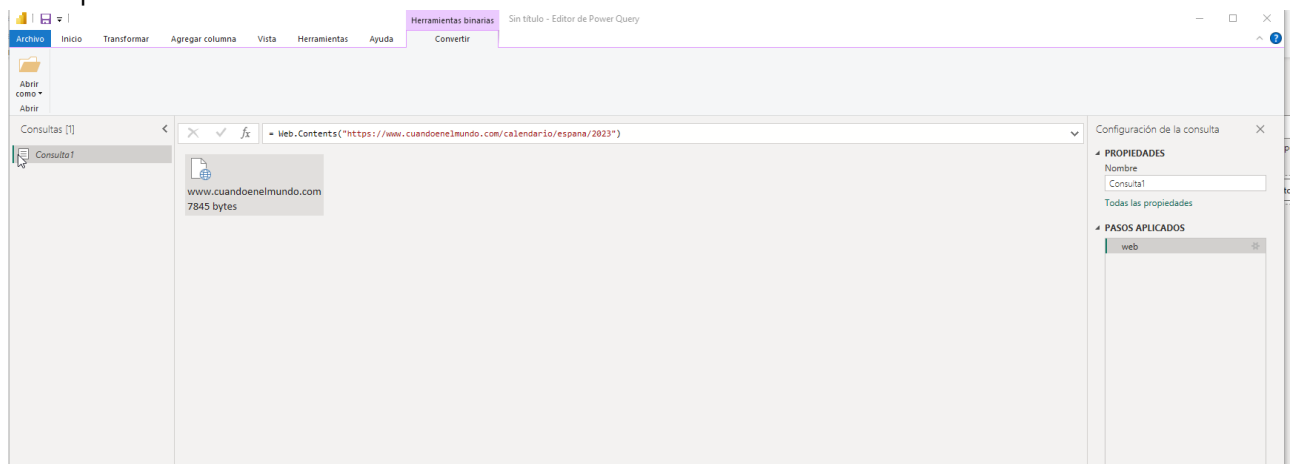 Herramientas binarias Sin título - Editor de Power Query
Archivo Inicio Transformar Agregar columna Vista Herramientas Ayuda Convertir
Abrir
como
Abrir
Consultas [1]
fx = Web.Contents("https://www.cuandoenelmundo.com/calendario/espana/2023")
Configuración de la consulta
Consulta1
www.cuandoenelmundo.com
7845 bytes
PROPIEDADES
Nombre
Consulta1
Todas las propiedades
PASOS APLICADOS
web